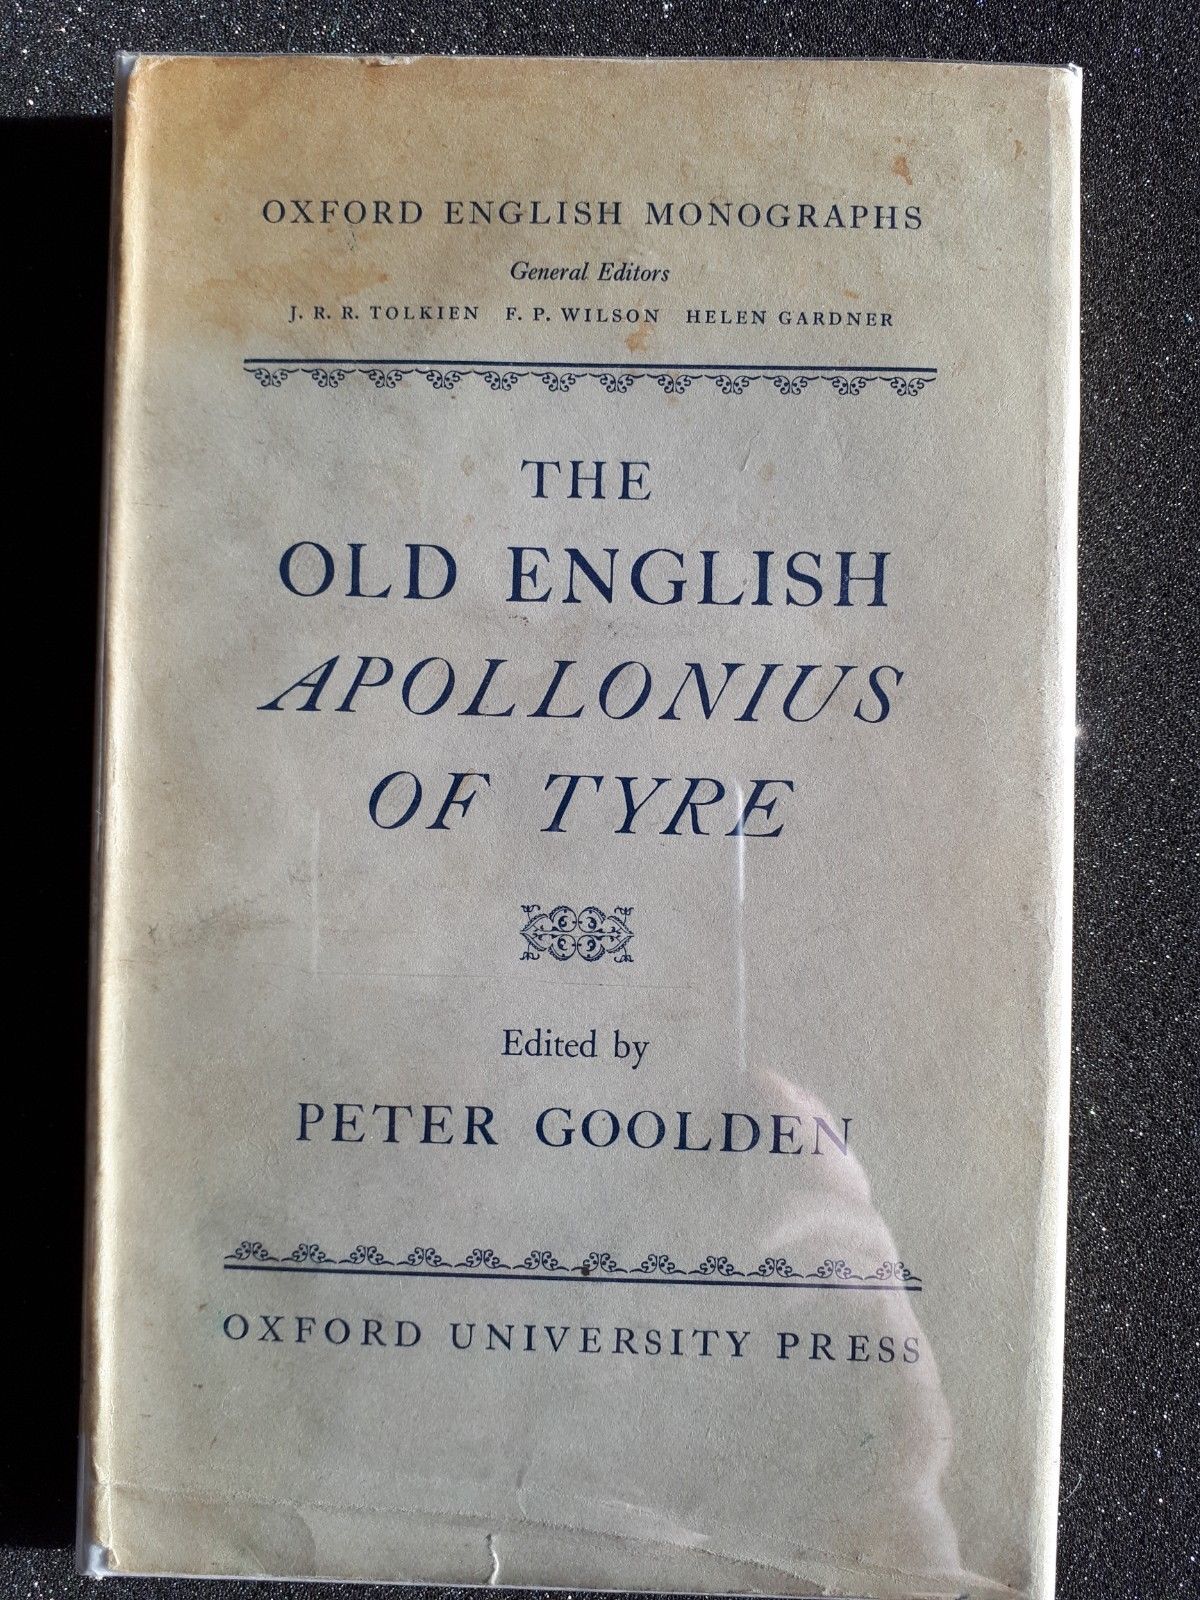 OXFORD ENGLISH MONOGRAPHS
General Editors
J. R. R. TOLKIEN F. P. WILSON HELEN GARDNER
THE
OLD ENGLISH
APOLLONIUS
OF TYRE
Edited by
PETER GOOLDEN
OXFORD UNIVERSITY PRESS